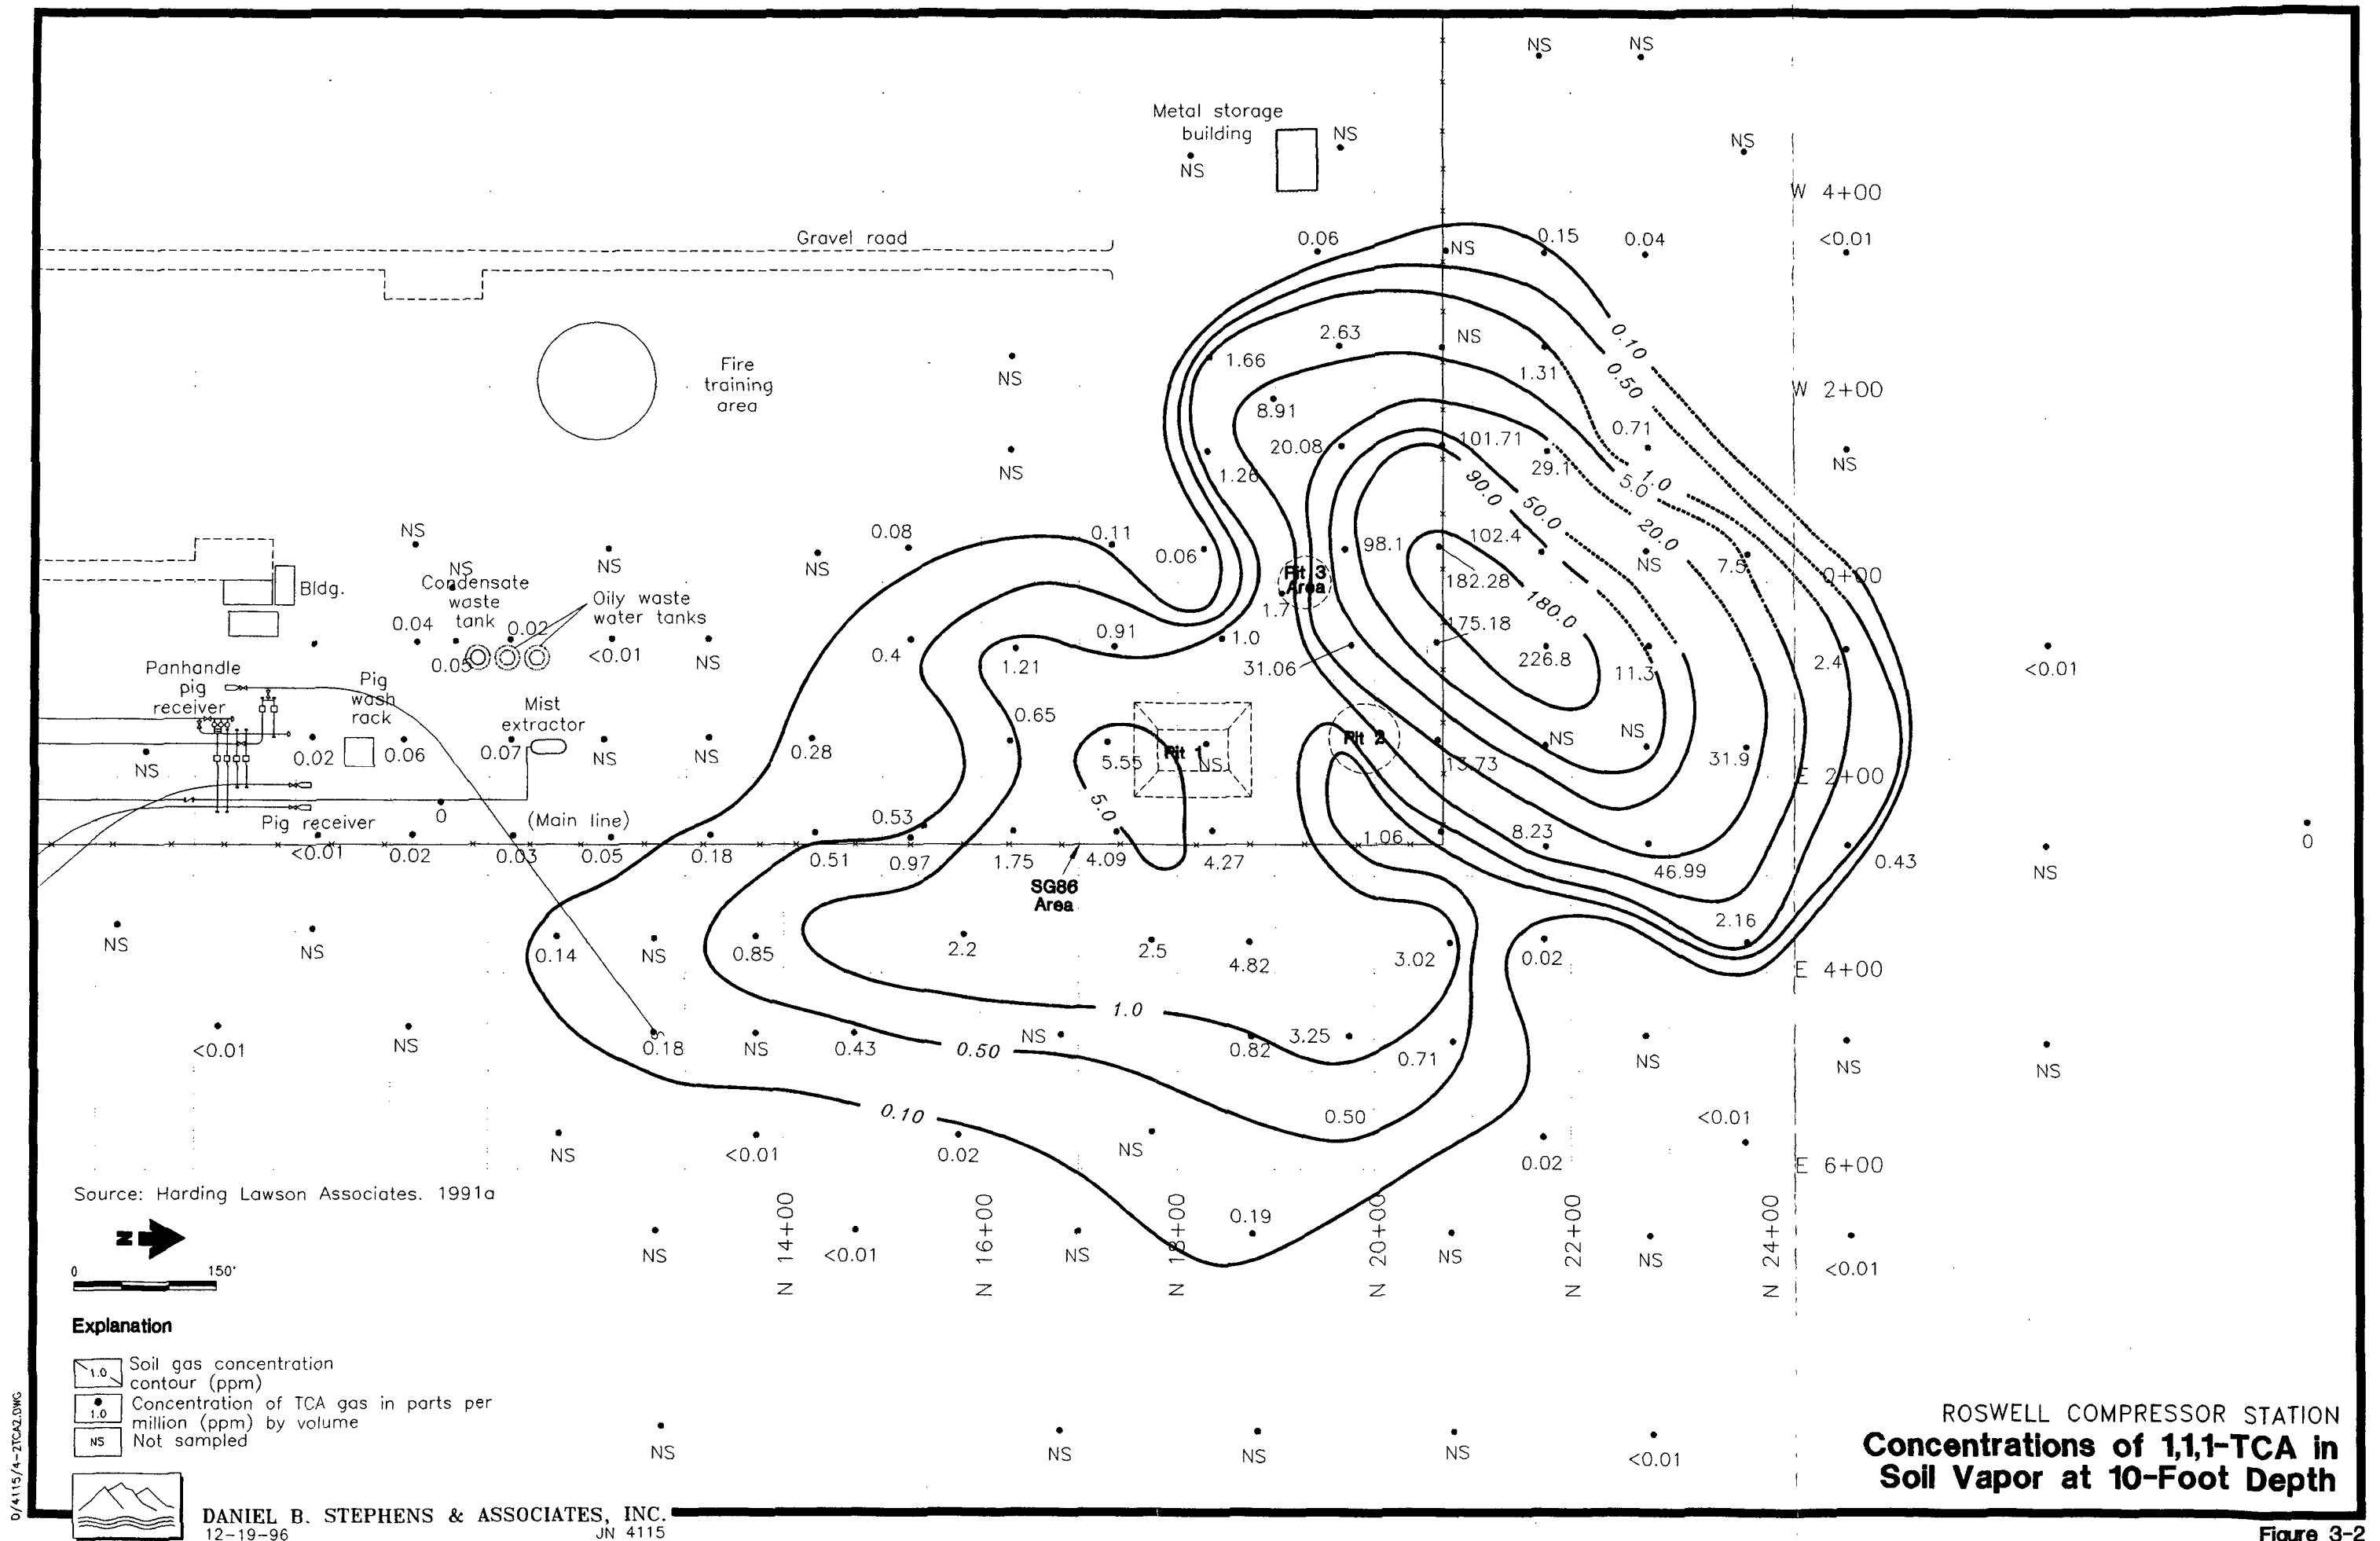 NS
NS
Metal storage
building
NS
NS
NS
W 4+00
Gravel road
0.06
NS
0.15
0.04
<0.01
0.10
2.63
NS
Fire
training
area
NS
1.66
1.31
0.50
W 2+00
8.91
0.71
20.08
101.71
29.1
NS
NS
1.26
90.0
50.0
1.0
5.0
20.0
NS
NS
NS
NS
0.08
0.11
0.06
98.1
102.4
NS
7.5
0+00
Bldg.
Condensate
waste
tank
Oily waste
water tanks
Pit 3
Area
1.7
182.28
180.0
0.04
0.02
0.05
<0.01
NS
0.4
0.91
1.21
1.0
31.06
175.18
226.8
11.3
2.4
<0.01
Panhandle
pig
receiver
Pig
wash
rack
Mist
extractor
NS
0.02
0.06
0.07
NS
NS
0.28
0.65
5.55
Pit 1
NS
5.0
Pit 2
13.73
NS
NS
31.9
E 2+00
0
Pig receiver
(Main line)
<0.01
0.02
0.03
0.05
0.18
0.51
0.53
0.97
1.75
4.09
4.27
1.06
8.23
46.99
0.43
NS
0
SG86
Area
NS
NS
0.14
NS
0.85
2.2
2.5
4.82
3.02
0.02
2.16
E 4+00
<0.01
NS
0.18
NS
0.43
0.50
NS
1.0
0.82
3.25
0.71
NS
NS
NS
0.10
0.50
<0.01
NS
<0.01
0.02
NS
0.02
E 6+00
Source: Harding Lawson Associates. 1991a
N
NS
N 14+00
<0.01
N 16+00
NS
N 18+00
0.19
N 20+00
NS
N 22+00
NS
N 24+00
<0.01
0
150'
Explanation
1.0
Soil gas concentration
contour (ppm)
1.0
Concentration of TCA gas in parts per
million (ppm) by volume
NS
Not sampled
NS
NS
NS
NS
<0.01
ROSWELL COMPRESSOR STATION
Concentrations of 1,1,1-TCA in
Soil Vapor at 10-Foot Depth
D/4115/4-2TCA2.DWG
DANIEL B. STEPHENS & ASSOCIATES, INC.
12-19-96
JN 4115
Figure 3-2